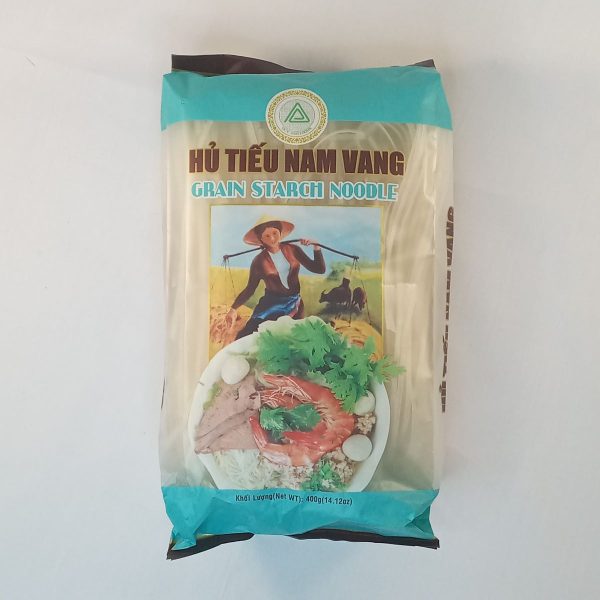 HỦ TIẾU NAM VANG
GRAIN STARCH NOODLE
Khối Lượng(Net WT): 400g(14.12oz)
HỦ TIẾU NAM VANG